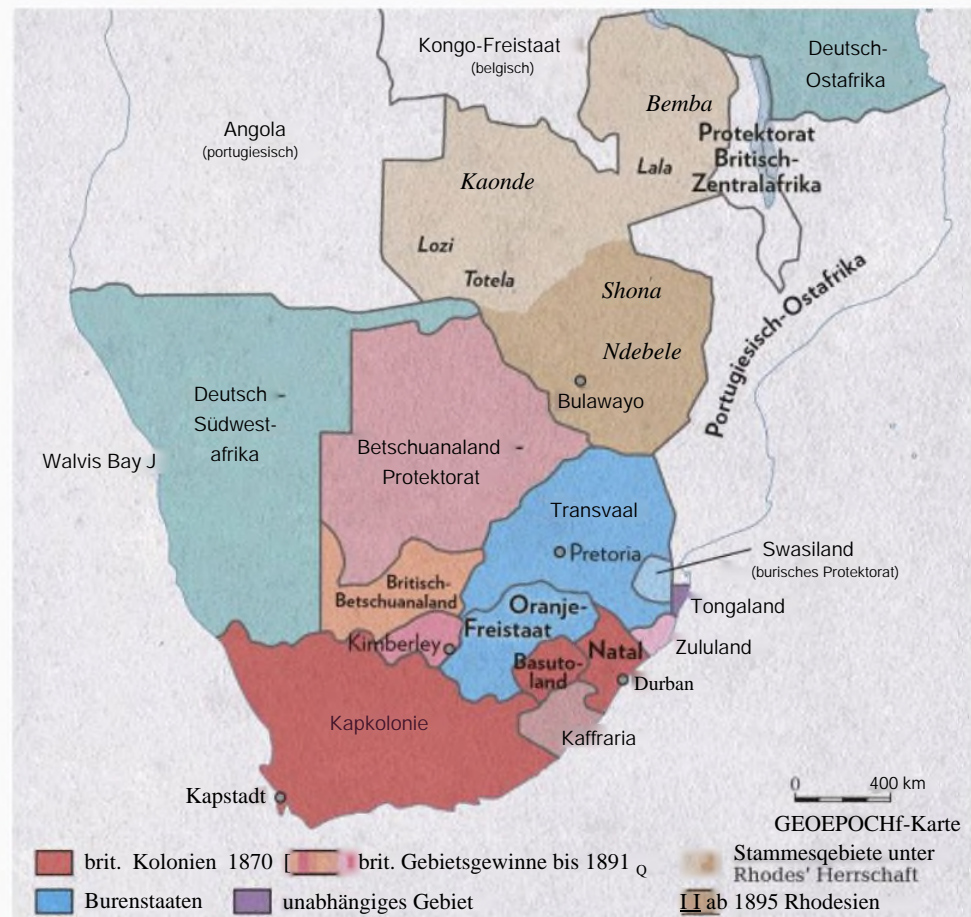 Kongo-Freistaat
(belgisch)
Deutsch-
Ostafrika
Angola
(portugiesisch)
Bemba
Lala
Protektorat
Britisch-
Zentralafrika
Kaonde
Lozi
Totela
Shona
Ndebele
Bulawayo
Portugiesisch-Ostafrika
Deutsch -
Südwest-
afrika
Walvis Bay J
Betschuanaland -
Protektorat
Transvaal
Pretoria
Swasiland
(burisches Protektorat)
Britisch-
Betschuanaland
Oranje-
Freistaat
Tongaland
Kimberley
Natal
Zululand
Basuto-
land
Durban
Kapkolonie
Kaffraria
Kapstadt
0 400 km
GEOEPOCHf-Karte
brit. Kolonien 1870 [ brit. Gebietsgewinne bis 1891 Q
Stammesqebiete unter
Rhodes' Herrschaft
Burenstaaten unabhängiges Gebiet
I I ab 1895 Rhodesien